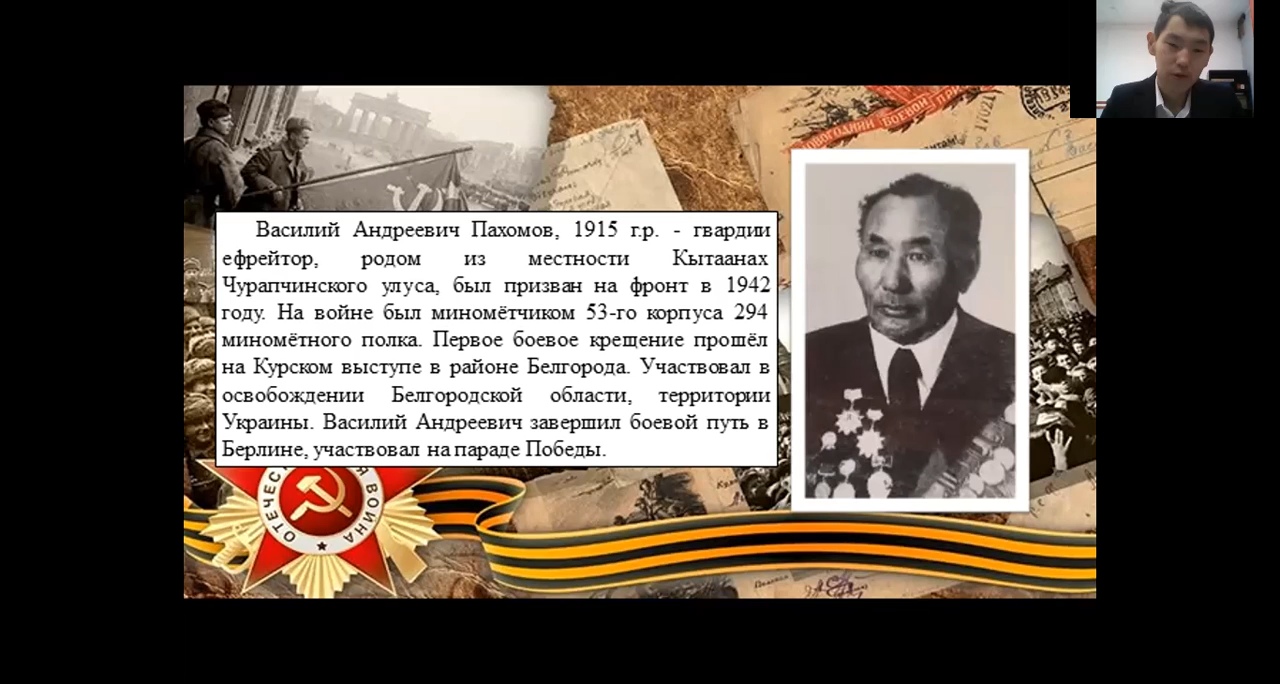 Василий Андреевич Пахомов, 1915 г.р. - гвардии
ефрейтор, родом из местности Кытаанах
Чурапчинского улуса, был призван на фронт в 1942
году. На войне был миномётчиком 53-го корпуса 294
миномётного полка. Первое боевое крещение прошёл
на Курском выступе в районе Белгорода. Участвовал в
освобождении Белгородской области, территории
Украины. Василий Андреевич завершил боевой путь в
Берлине, участвовал на параде Победы.
ВОЙНА